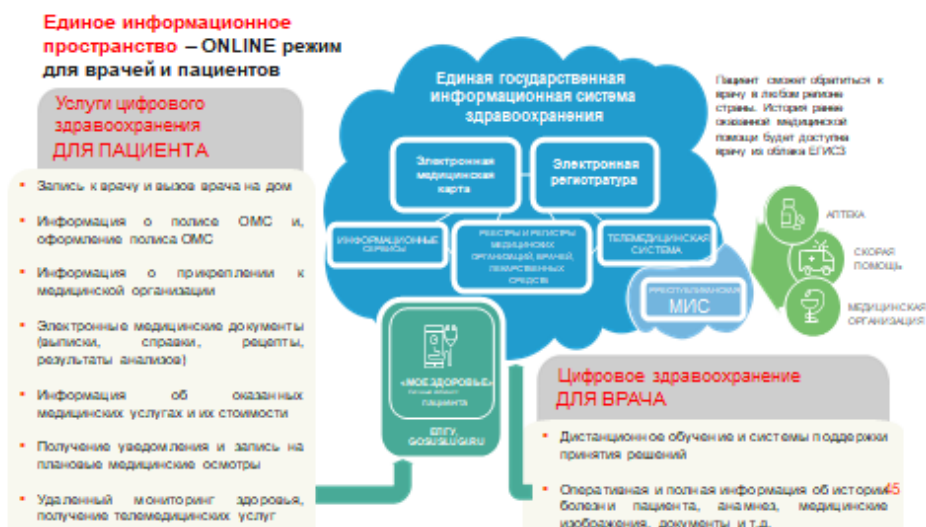 Единое информационное
пространство – ONLINE режим
для врачей и пациентов
Услуги цифрового
здравоохранения
ДЛЯ ПАЦИЕНТА
Запись к врачу и вызов врача на дом
Информация о полисе ОМС и,
оформление полиса ОМС
Информация о прикреплении к
медицинской организации
Электронные медицинские документы
(выписки, справки, рецепты,
результаты анализов)
Информация об оказанных
медицинских услугах и их стоимости
Получение уведомления и запись на
плановые медицинские осмотры
Удаленный мониторинг здоровья,
получение телемедицинских услуг
Единая государственная
информационная система
здравоохранения
Электронная
медицинская
карта
Электронная
регистратура
ИНФОРМАЦИОННЫЕ
СЕРВИСЫ
РЕЕСТРЫ И РЕГИСТРЫ
МЕДИЦИНСКИХ
ОРГАНИЗАЦИЙ, ВРАЧЕЙ,
ЛЕКАРСТВЕННЫХ
СРЕДСТВ
ТЕЛЕМЕДИЦИНСКАЯ
СИСТЕМА
МИС
«МОЕ ЗДОРОВЬЕ»
пациента
ЕПГУ,
GOSUSLUGI.RU
Пациент сможет обратиться к
врачу в любом регионе
страны. История ранее
оказанной медицинской
помощи будет доступна
врачу из облака ЕГИСЗ
АПТЕКА
СКОРАЯ
ПОМОЩЬ
МЕДИЦИНСКАЯ
ОРГАНИЗАЦИЯ
Цифровое здравоохранение
ДЛЯ ВРАЧА
Дистанционное обучение и системы поддержки
принятия решений
Оперативная и полная информация об истории
болезни пациента, анамнез, медицинские
изображения, документы и т.д.
45